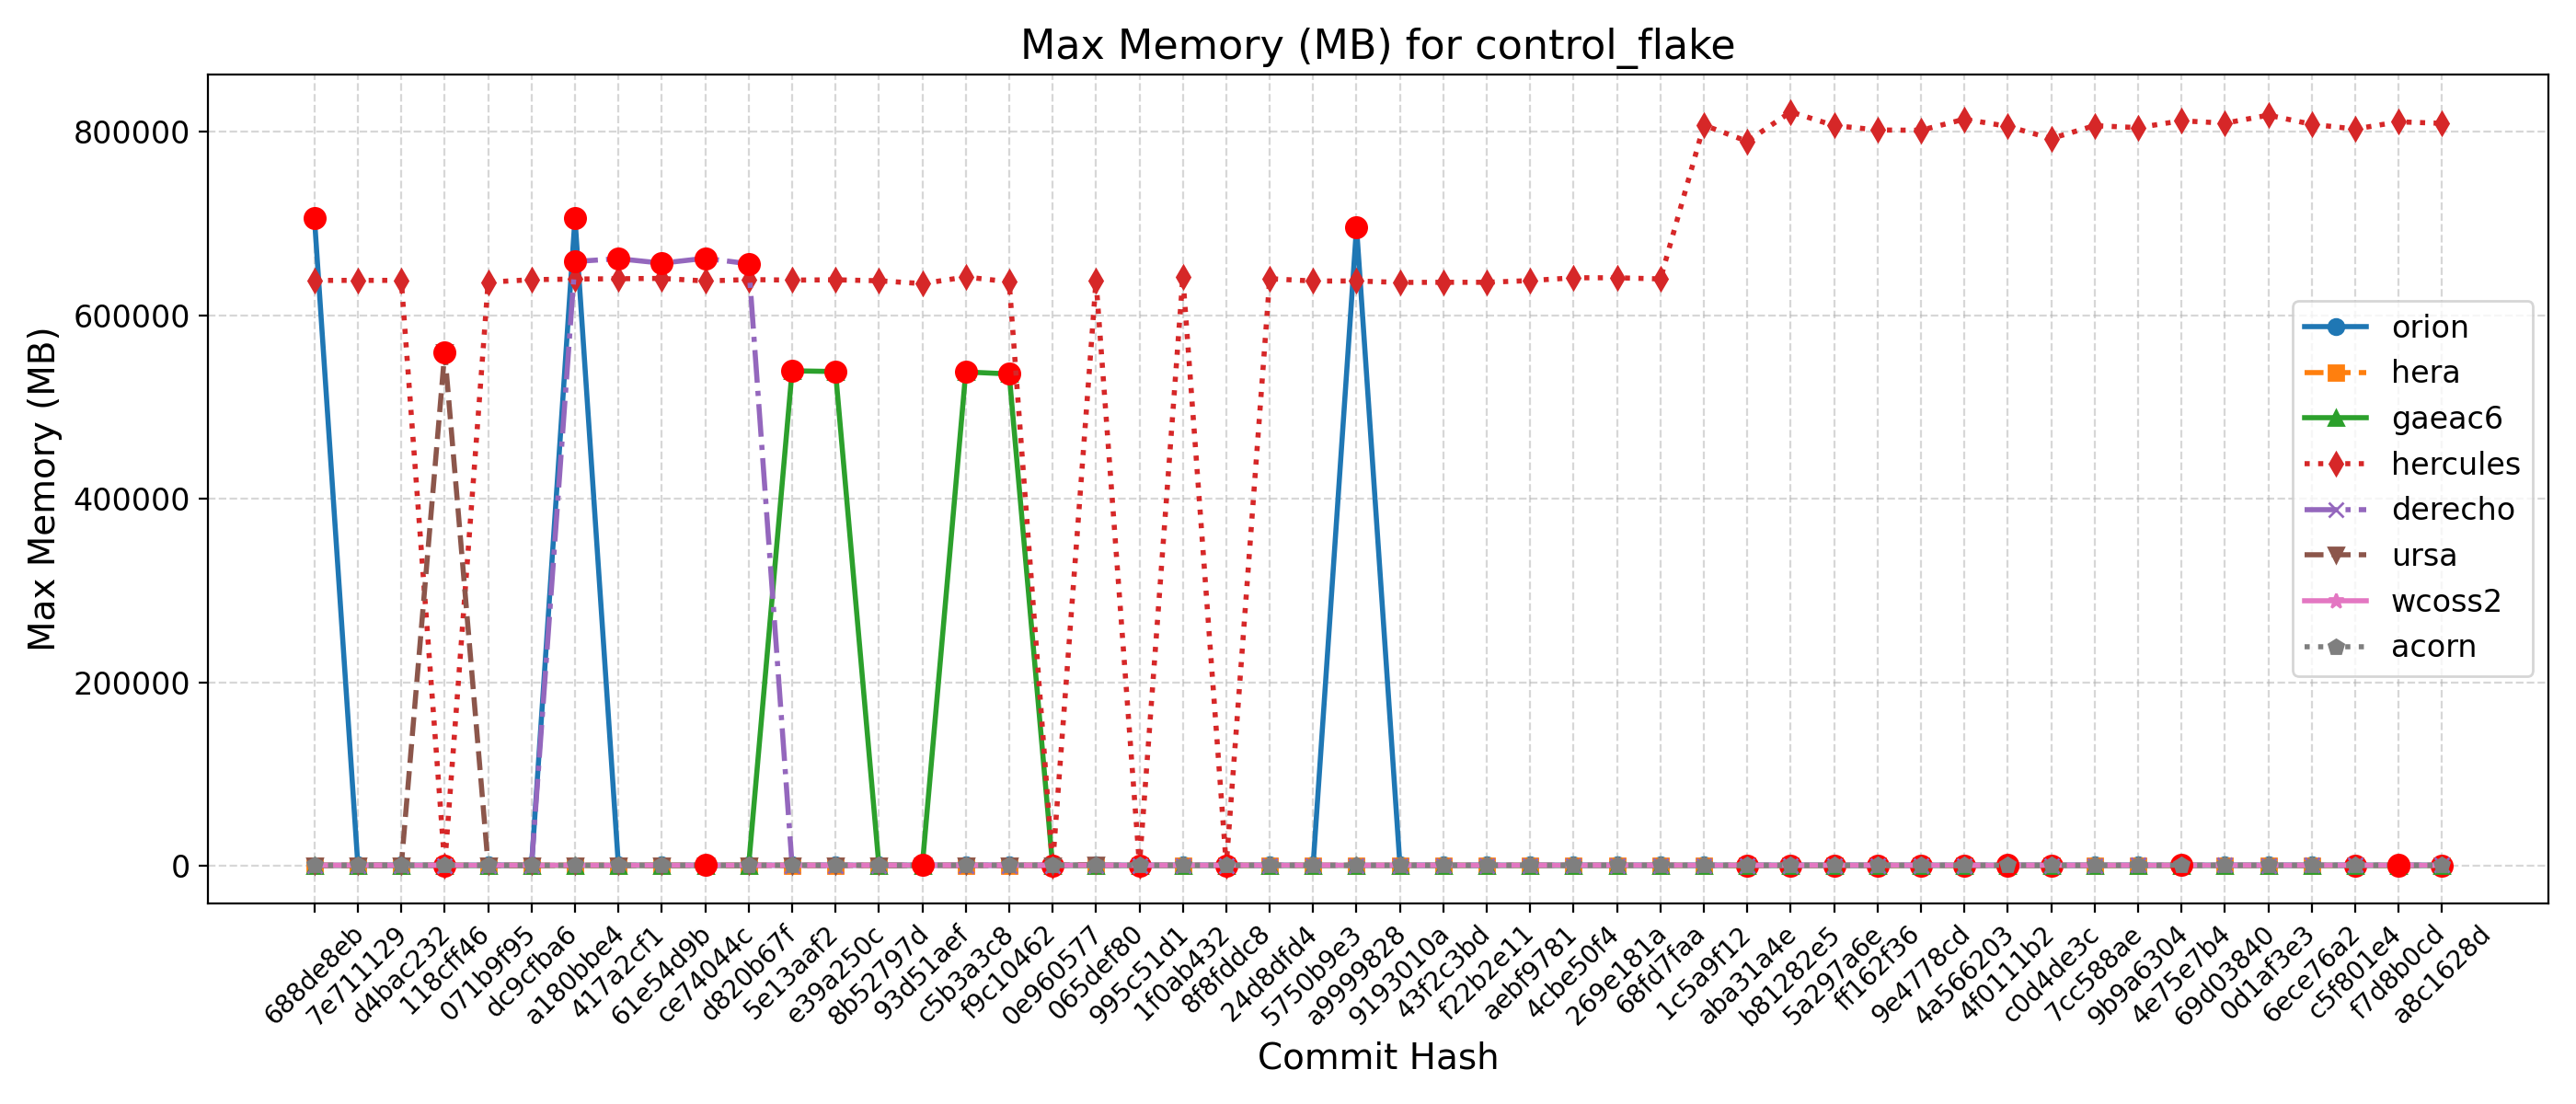 Max Memory (MB) for control_flake
Max Memory (MB)
800000
600000
400000
200000
0
orion
hera
gaeac6
hercules
derecho
ursa
wcoss2
acorn
688de8eb
7e711129
d4bac232
118cff46
071b9f95
dc9cfba6
a180bbe4
417a2cf1
61e54d9b
ce74044c
d820b67f
5e13aaf2
e39a250c
8b52797d
93d51aef
c5b3a3c8
f9c10462
0e960577
065def80
995c51d1
1f0ab432
8f8fddc8
24d8dfd4
5750b9e3
a9999828
9193010a
43f2c3bd
f22b2e11
aebf9781
4cbe50f4
269e181a
68fd7faa
1c5a9f12
aba31a4e
b81282e5
5a297a6e
ff162f36
9e4778cd
4a566203
4f0111b2
c0d4de3c
7cc588ae
9b9a6304
4e75e7b4
69d03840
0d1af3e3
6ece76a2
c5f801e4
f7d8b0cd
a8c1628d
Commit Hash